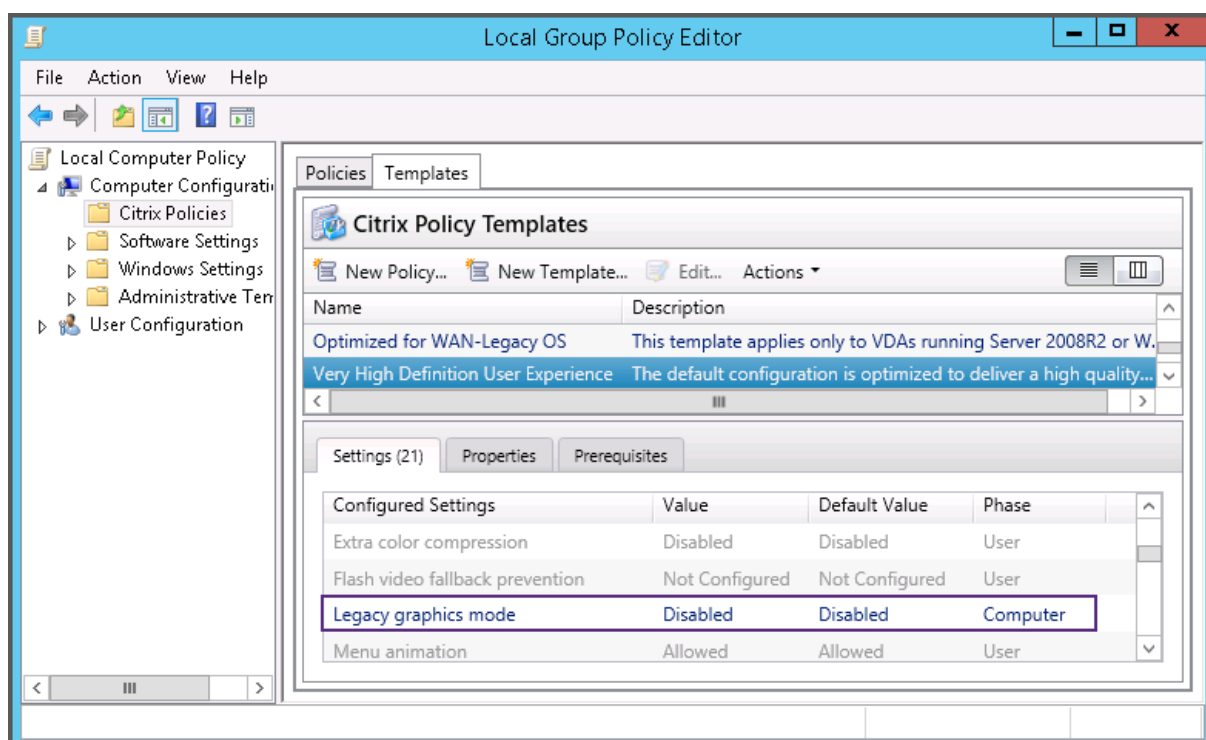 Local Group Policy Editor
File Action View Help
Local Computer Policy
Computer Configurati
Citrix Policies
Software Settings
Windows Settings
Administrative Tem
User Configuration
Policies Templates
Citrix Policy Templates
New Policy... New Template... Edit... Actions
Name Description
Optimized for WAN-Legacy OS This template applies only to VDAs running Server 2008R2 or W.
Very High Definition User Experience The default configuration is optimized to deliver a high quality...
Settings (21) Properties Prerequisites
Configured Settings Value Default Value Phase
Extra color compression Disabled Disabled User
Flash video fallback prevention Not Configured Not Configured User
Legacy graphics mode Disabled Disabled Computer
Menu animation Allowed Allowed User